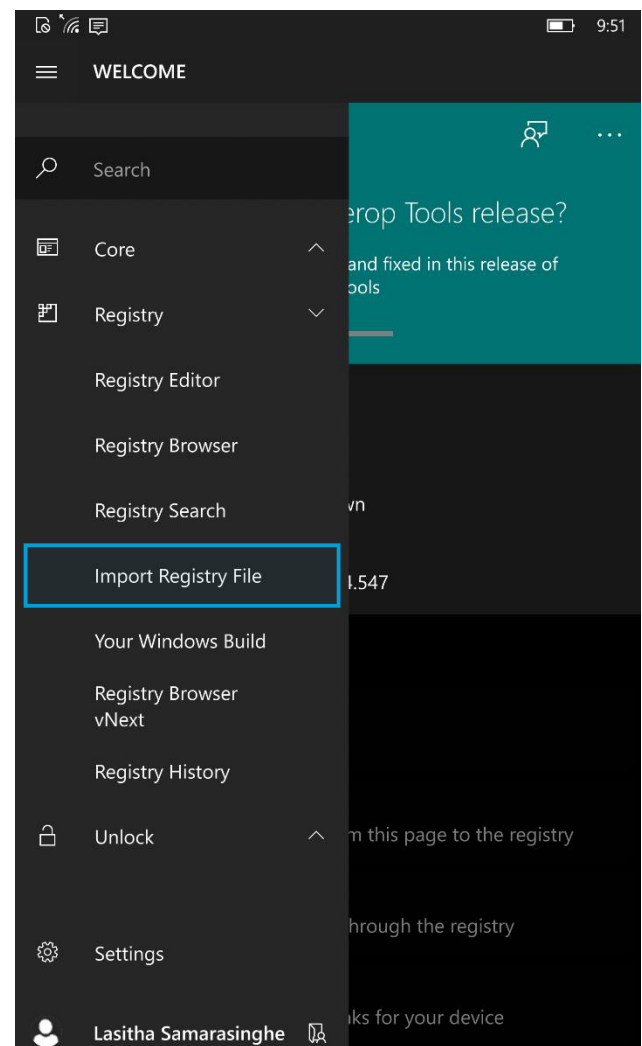 9:51
WELCOME
Search
erop Tools release?
Core
and fixed in this release of
ools
Registry
Registry Editor
Registry Browser
Registry Search
wn
Import Registry File
.547
Your Windows Build
Registry Browser
vNext
Registry History
Unlock
m this page to the registry
hrough the registry
Settings
ks for your device
Lasitha Samarasinghe